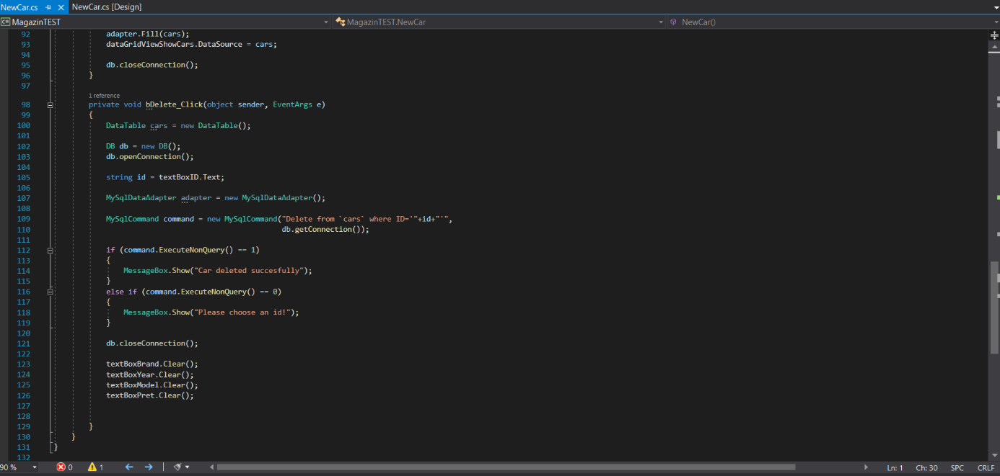 NewCar.cs NewCar.cs [Design]
C# MagazinTEST MagazinTEST.NewCar NewCar()
92 adapter.Fill(cars);
93 dataGridViewShowCars.DataSource = cars;
94
95 db.closeConnection();
96 }
97
1 reference
98 private void bDelete_Click(object sender, EventArgs e)
99 {
100 DataTable cars = new DataTable();
101
102 DB db = new DB();
103 db.openConnection();
104
105 string id = textBoxID.Text;
106
107 MySqlDataAdapter adapter = new MySqlDataAdapter();
108
109 MySqlCommand command = new MySqlCommand("Delete from `cars` where ID='"+id+"'",
110 db.getConnection());
111
112 if (command.ExecuteNonQuery() == 1)
113 {
114 MessageBox.Show("Car deleted succesfully");
115 }
116 else if (command.ExecuteNonQuery() == 0)
117 {
118 MessageBox.Show("Please choose an id!");
119 }
120
121 db.closeConnection();
122
123 textBoxBrand.Clear();
124 textBoxYear.Clear();
125 textBoxModel.Clear();
126 textBoxPret.Clear();
127
128
129 }
130 }
131 }
132
90 % 0 1 Ln: 1 Ch: 30 SPC CRLF